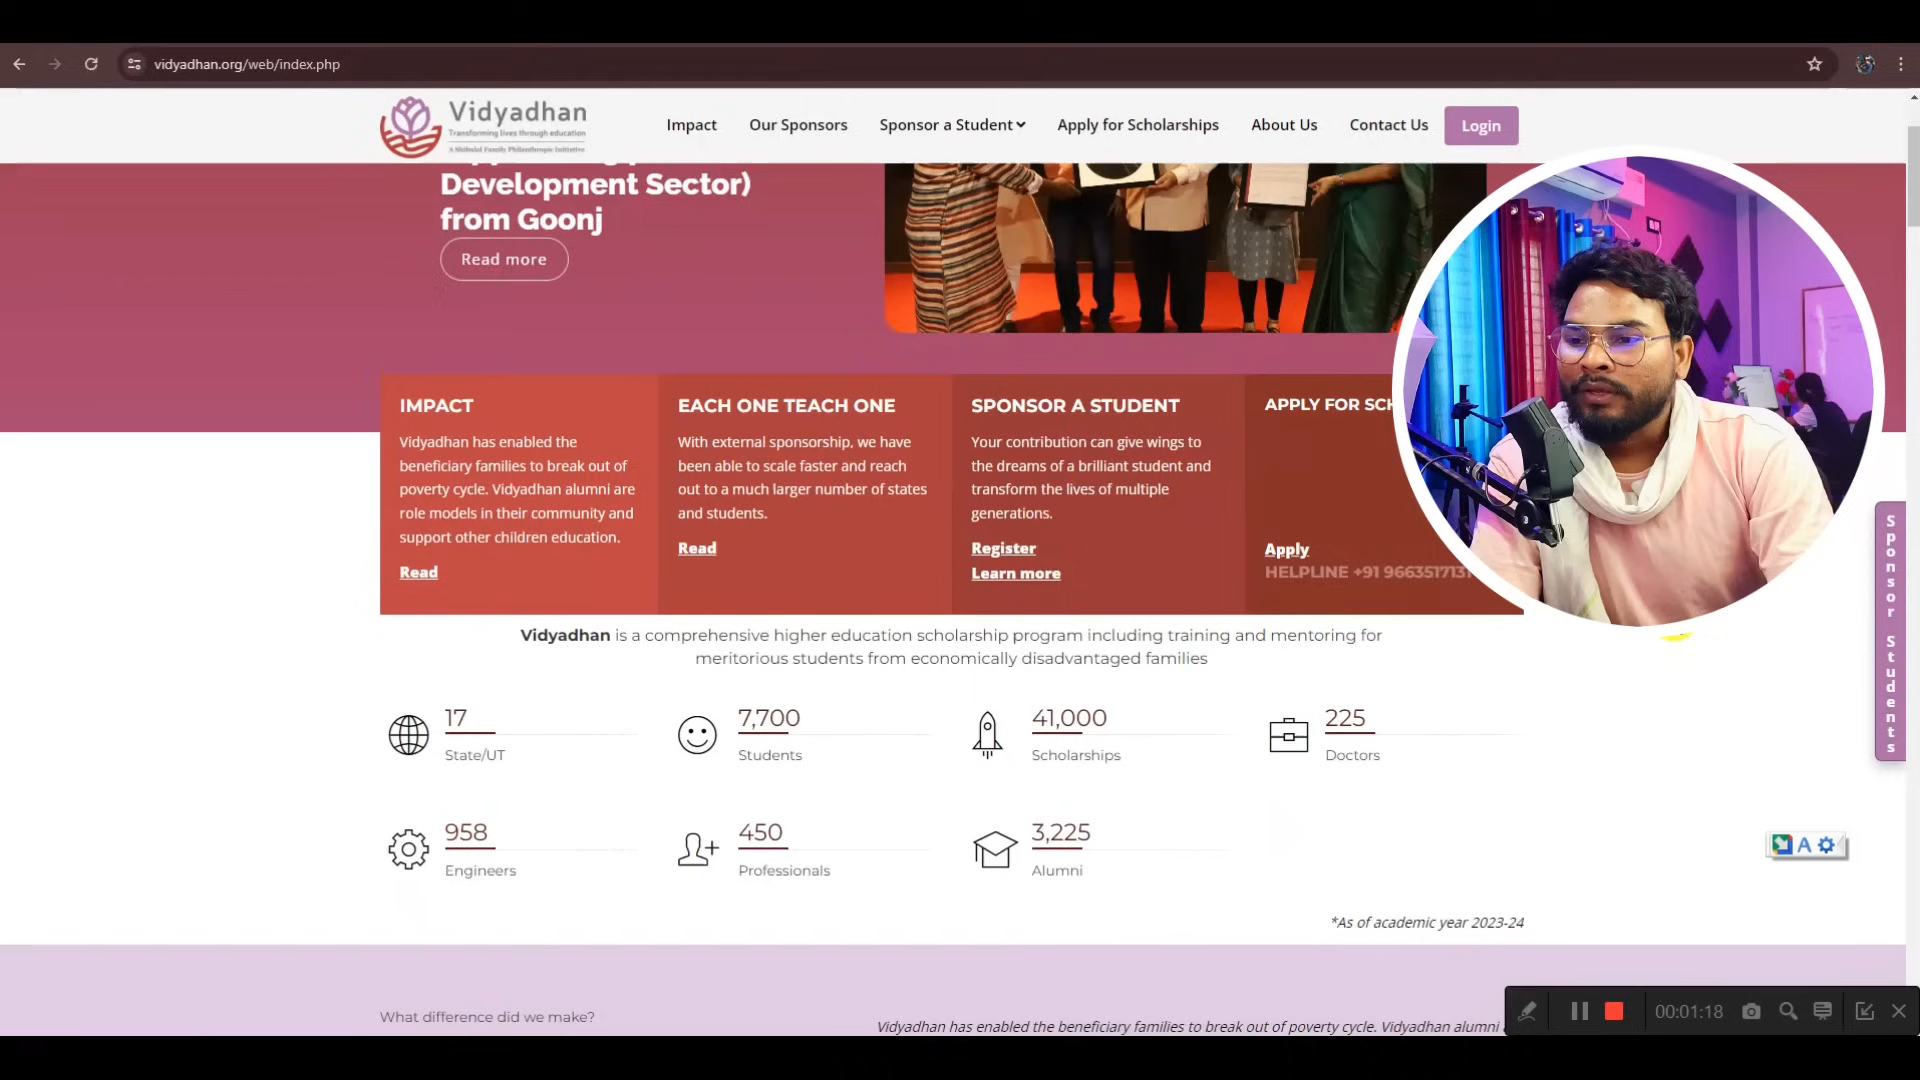 vidyadhan.org/web/index.php
Vidyadhan
Transforming lives through education
A Shibulal Family Philanthropic Initiative
Impact
Our Sponsors
Sponsor a Student
Apply for Scholarships
About Us
Contact Us
Login
Development Sector)
from Goonj
Read more
IMPACT
Vidyadhan has enabled the
beneficiary families to break out of
poverty cycle. Vidyadhan alumni are
role models in their community and
support other children education.
Read
EACH ONE TEACH ONE
With external sponsorship, we have
been able to scale faster and reach
out to a much larger number of states
and students.
Read
SPONSOR A STUDENT
Your contribution can give wings to
the dreams of a brilliant student and
transform the lives of multiple
generations.
Register
Learn more
APPLY FOR SCH
Apply
HELPLINE +91 966351713
Sponsor Students
Vidyadhan is a comprehensive higher education scholarship program including training and mentoring for
meritorious students from economically disadvantaged families
17
State/UT
7,700
Students
41,000
Scholarships
225
Doctors
958
Engineers
450
Professionals
3,225
Alumni
*As of academic year 2023-24
What difference did we make?
Vidyadhan has enabled the beneficiary families to break out of poverty cycle. Vidyadhan alumni
A
00:01:18